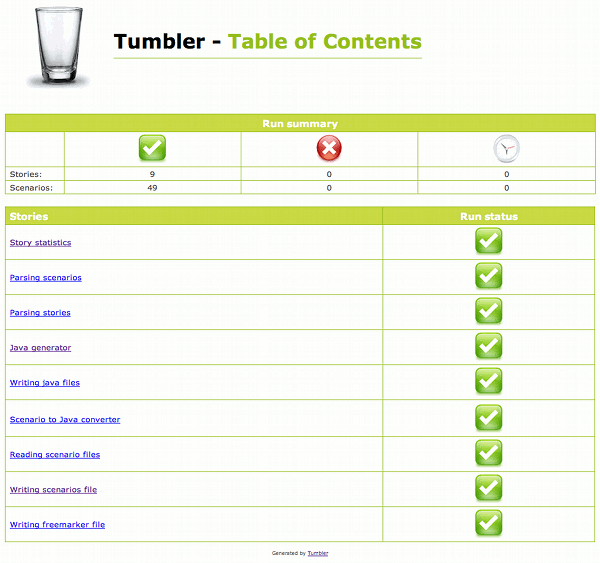 Tumbler - Table of Contents
Run summary
Stories: 9 0 0
Scenarios: 49 0 0
Stories Run status
Story statistics
Parsing scenarios
Parsing stories
Java generator
Writing java files
Scenario to Java converter
Reading scenario files
Writing scenarios file
Writing freemarker file
Generated by Tumbler